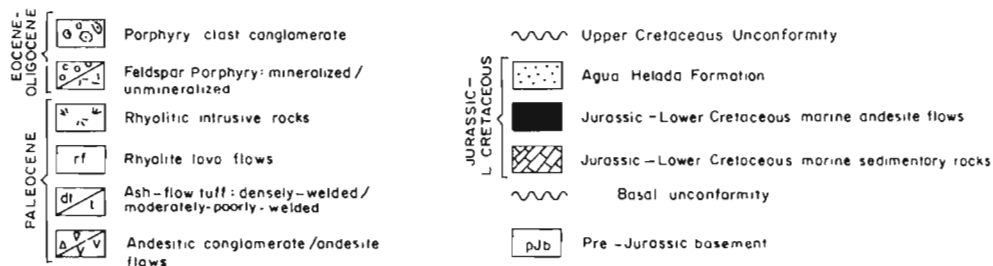 EOCENE-
OLIGOCENE
Porphyry clast conglomerate
Feldspar Porphyry: mineralized/
unmineralized
PALEOCENE
Rhyolitic intrusive rocks
rf
Rhyolite lava flows
dt
t
Ash-flow tuff: densely-welded/
moderately-poorly-welded
Andesitic conglomerate/andesite
flows
Upper Cretaceous Unconformity
JURASSIC-
L CRETACEOUS
Agua Helada Formation
Jurassic-Lower Cretaceous marine andesite flows
Jurassic-Lower Cretaceous marine sedimentary rocks
Basal unconformity
pJb
Pre-Jurassic basement